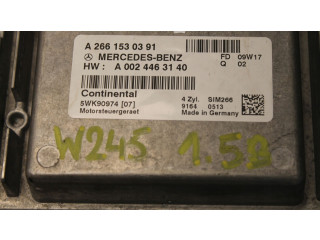 A 266 153 03 91
MERCEDES-BENZ FD 09W17
HW : A 002 446 31 40 Q 02
Continental
5WK90974 [07] 4 Zyl. SIM266
Motorsteuergeraet 9164 0513
Made in Germany
W245 1.5B